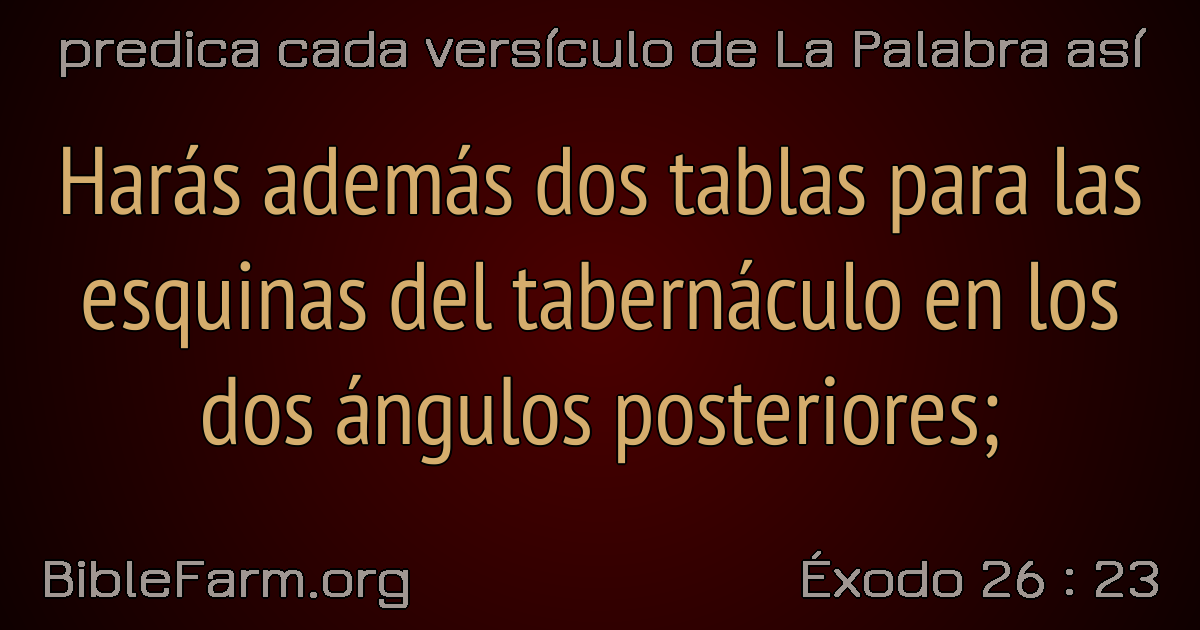 predica cada versículo de La Palabra así
Harás además dos tablas para las
esquinas del tabernáculo en los
dos ángulos posteriores;
BibleFarm.org
Éxodo 26 : 23